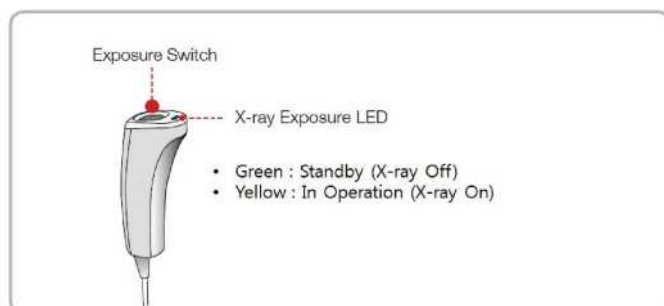 Exposure Switch
X-ray Exposure LED
• Green : Standby (X-ray Off)
• Yellow : In Operation (X-ray On)